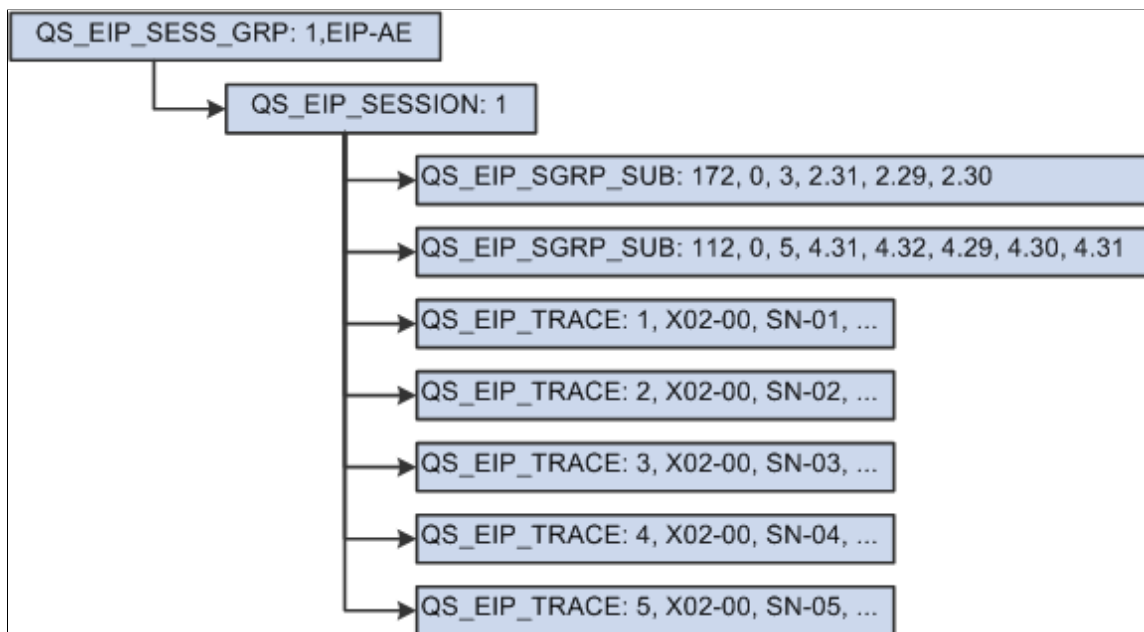 QS_EIP_SESS_GRP: 1,EIP-AE
QS_EIP_SESSION: 1
QS_EIP_SGRP_SUB: 172, 0, 3, 2.31, 2.29, 2.30
QS_EIP_SGRP_SUB: 112, 0, 5, 4.31, 4.32, 4.29, 4.30, 4.31
QS_EIP_TRACE: 1, X02-00, SN-01, ...
QS_EIP_TRACE: 2, X02-00, SN-02, ...
QS_EIP_TRACE: 3, X02-00, SN-03, ...
QS_EIP_TRACE: 4, X02-00, SN-04, ...
QS_EIP_TRACE: 5, X02-00, SN-05, ...